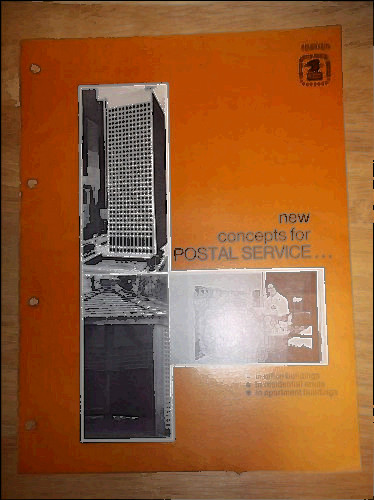 new
concepts for
POSTAL SERVICE...
in office buildings
in residential areas
in apartment buildings